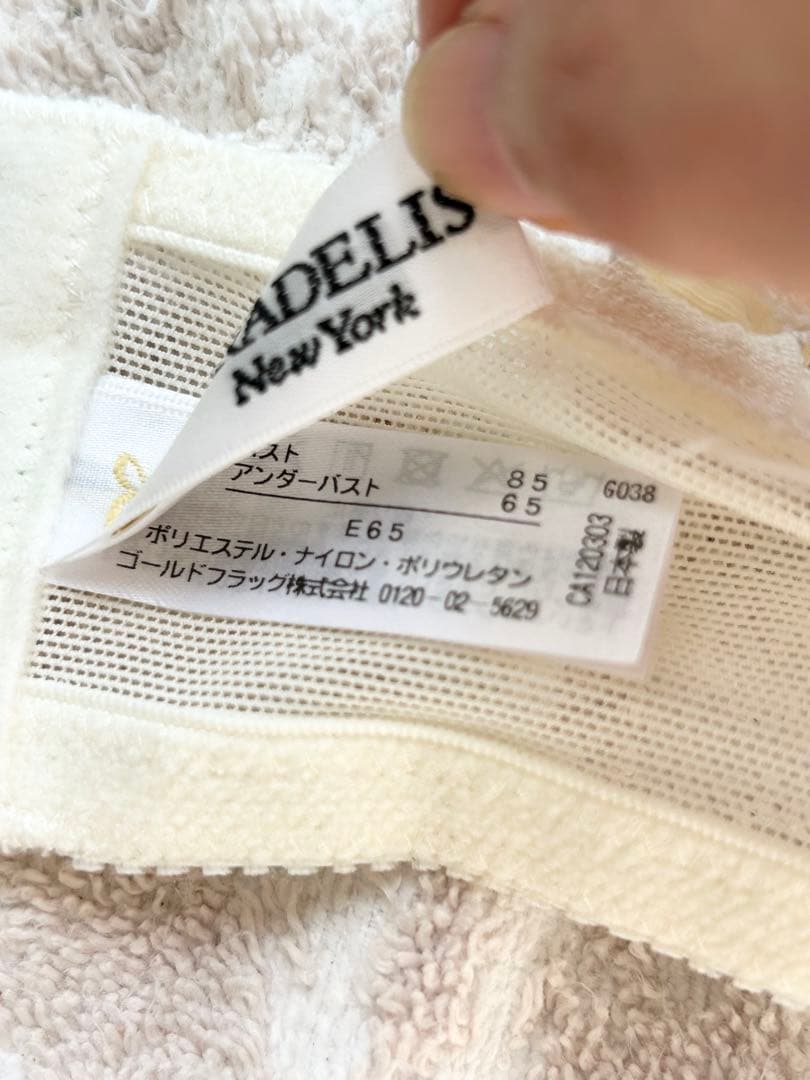 ADELIS
New York
スト 85
アンダーバスト 65
E65
ポリエステル・ナイロン・ポリウレタン
ゴールドフラッグ株式会社 0120-02-5629
G038
CA120303
日本製